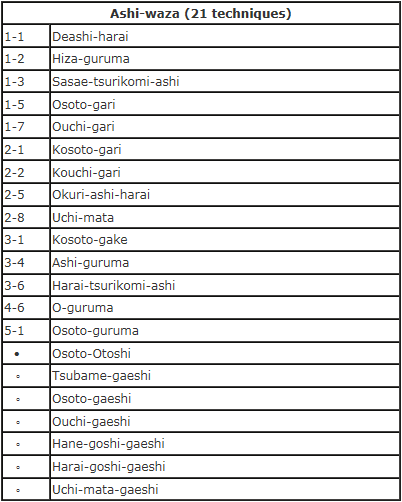 Ashi-waza (21 techniques)
1-1 Deashi-harai
1-2 Hiza-guruma
1-3 Sasae-tsurikomi-ashi
1-5 Osoto-gari
1-7 Ouchi-gari
2-1 Kosoto-gari
2-2 Kouchi-gari
2-5 Okuri-ashi-harai
2-8 Uchi-mata
3-1 Kosoto-gake
3-4 Ashi-guruma
3-6 Harai-tsurikomi-ashi
4-6 O-guruma
5-1 Osoto-guruma
• Osoto-Otoshi
◦ Tsubame-gaeshi
◦ Osoto-gaeshi
◦ Ouchi-gaeshi
◦ Hane-goshi-gaeshi
◦ Harai-goshi-gaeshi
◦ Uchi-mata-gaeshi